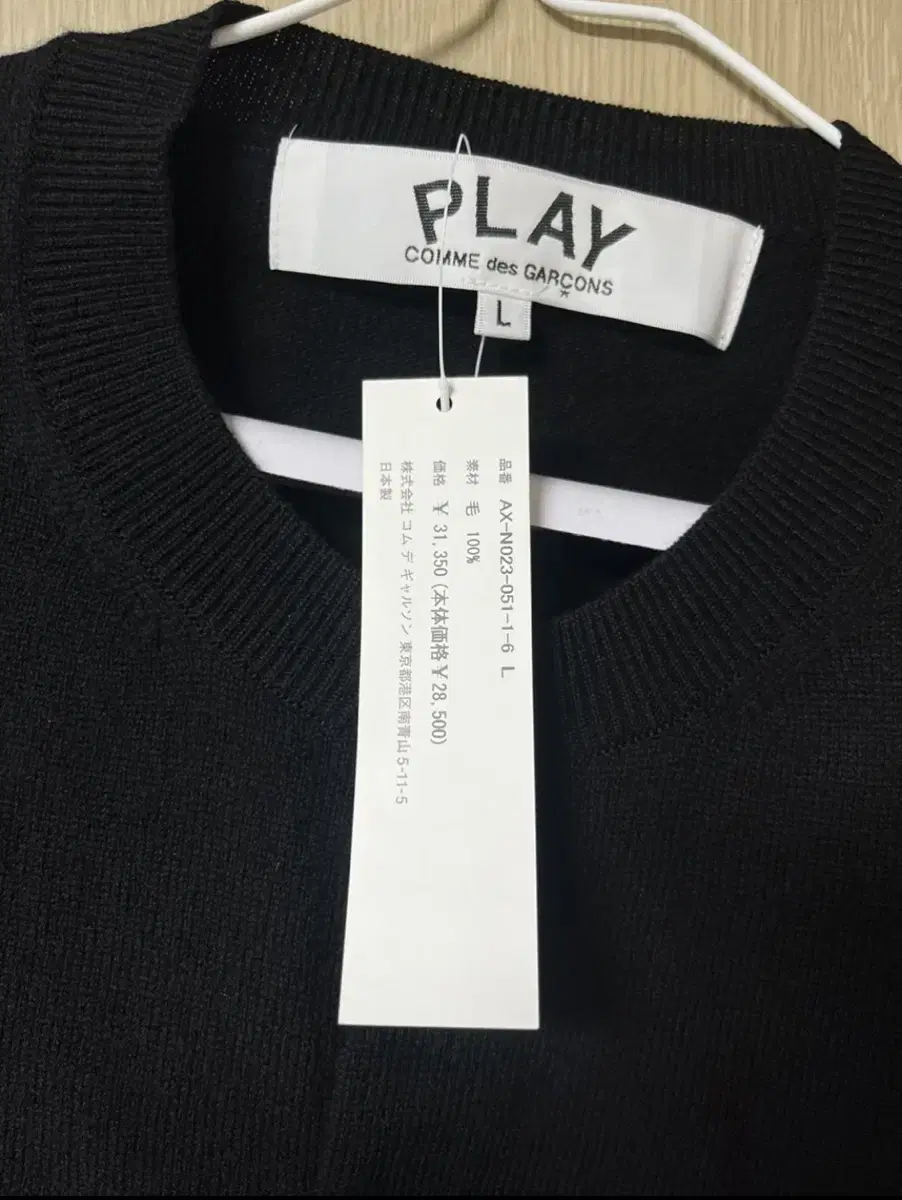 PLAY
COMME des GARÇONS
L
品番 AX-N023-051-1-6 L
素材 毛 100%
価格 ¥ 31,350 (本体価格¥28,500)
株式会社 コム デ ギャルソン 東京都港区南青山5-11-5
日本製